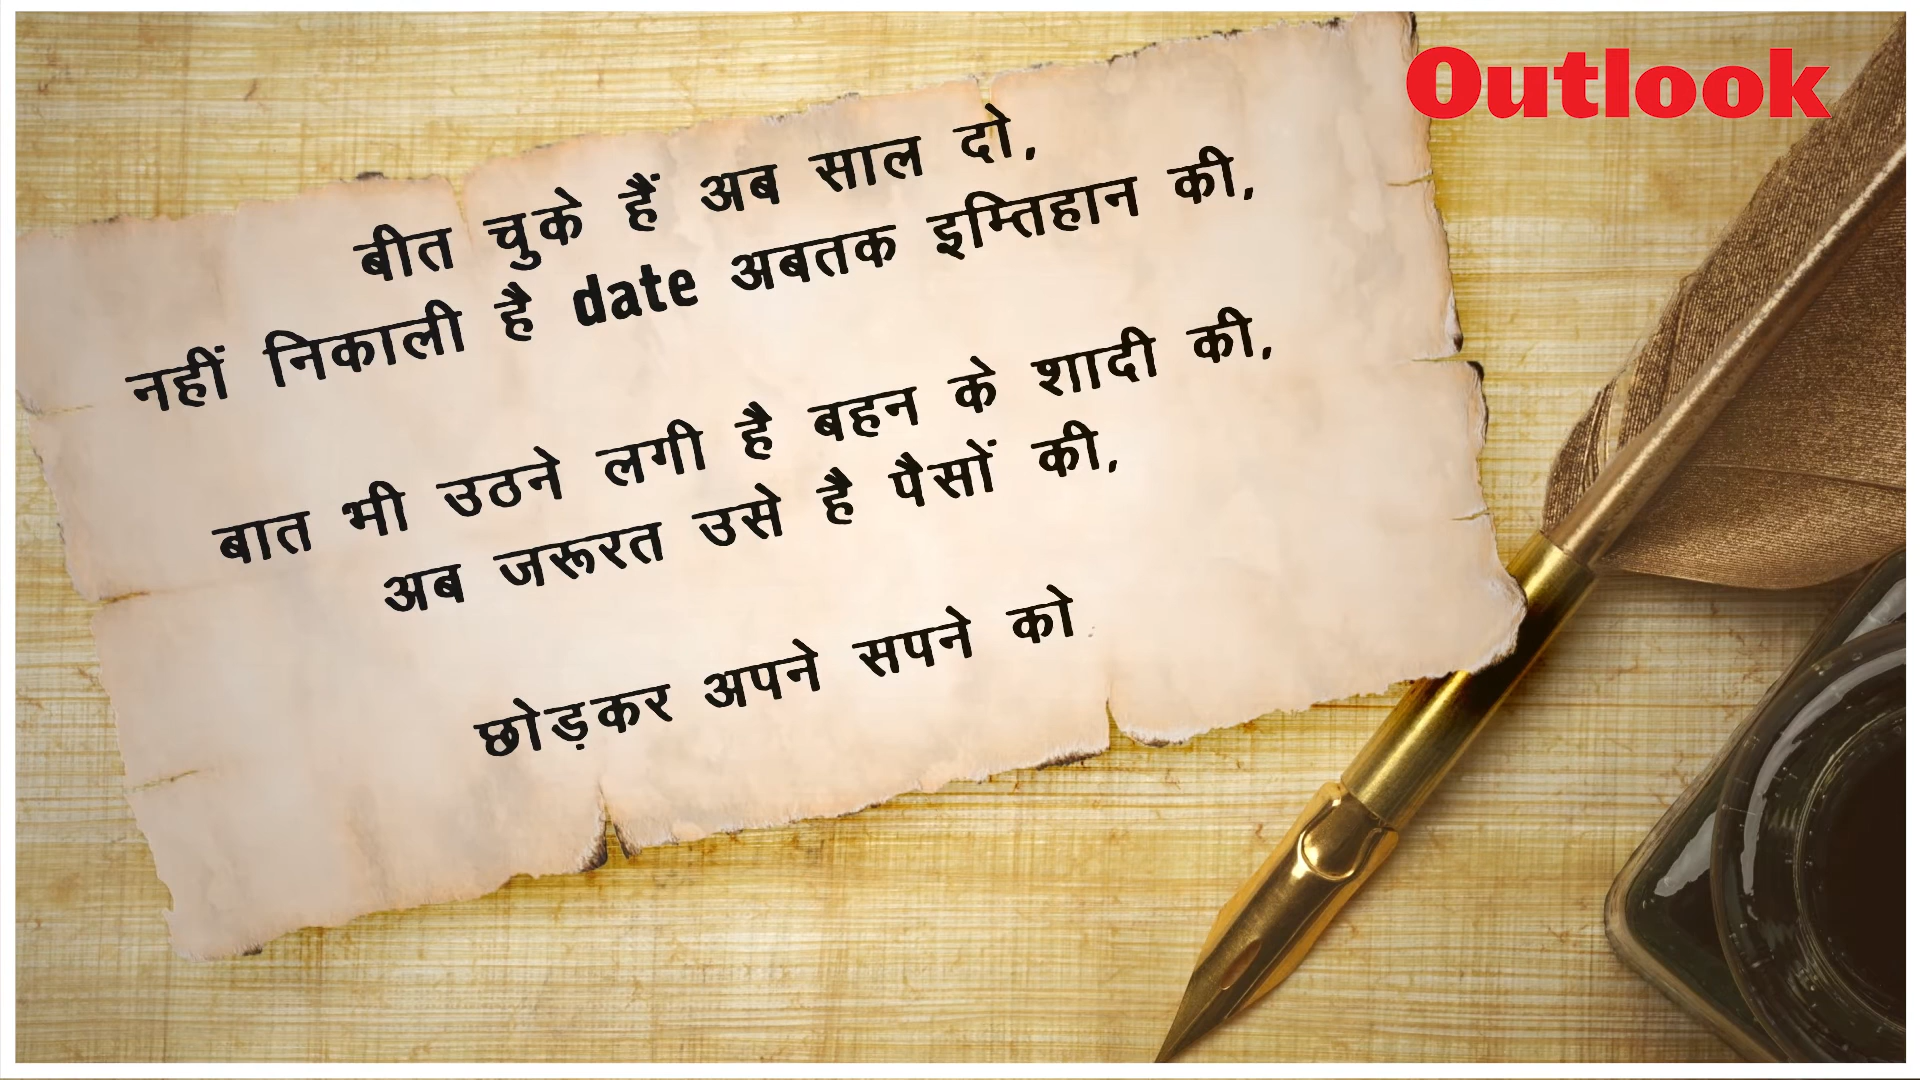 Outlook
बीत चुके हैं अब साल दो,
नहीं निकाली है date अबतक इम्तिहान की,
बात भी उठने लगी है बहन के शादी की,
अब जरूरत उसे है पैसों की,
छोड़कर अपने सपने को